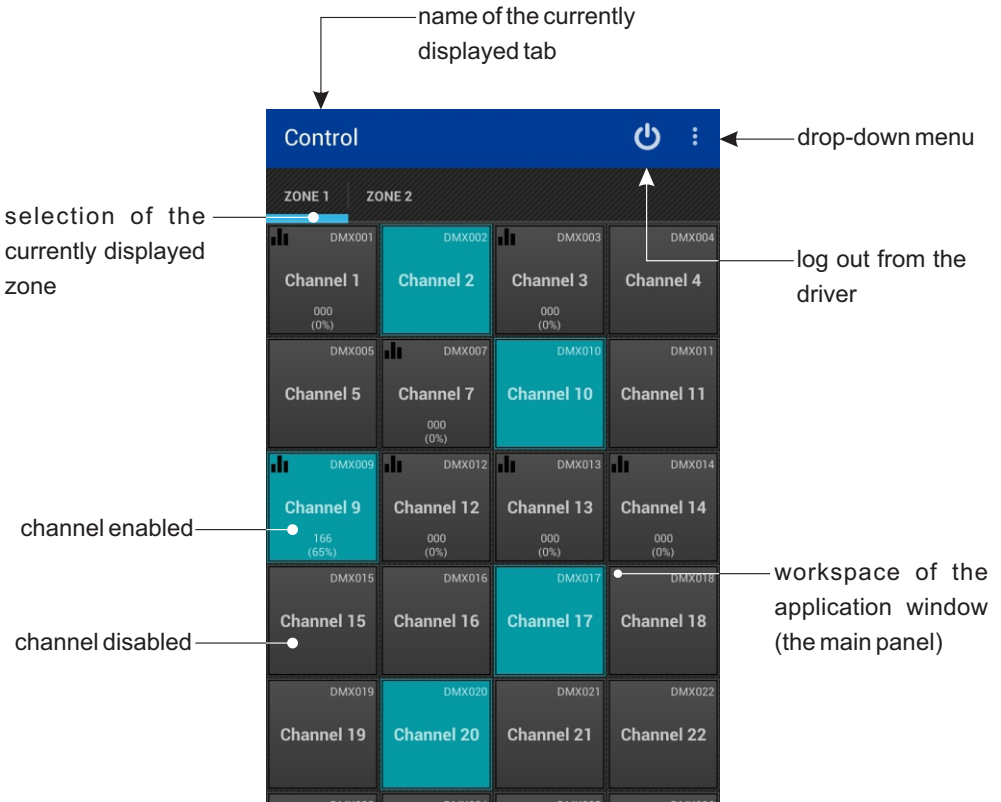 name of the currently
displayed tab
Control
drop-down menu
ZONE 1 ZONE 2
selection of the
currently displayed
zone
log out from the
driver
DMX001 DMX002 DMX003 DMX004
Channel 1 Channel 2 Channel 3 Channel 4
000 000
(0%) (0%)
DMX005 DMX007 DMX010 DMX011
Channel 5 Channel 7 Channel 10 Channel 11
000
(0%)
DMX009 DMX012 DMX013 DMX014
Channel 9 Channel 12 Channel 13 Channel 14
166 000 000 000
(65%) (0%) (0%) (0%)
channel enabled
DMX015 DMX016 DMX017 DMX018
Channel 15 Channel 16 Channel 17 Channel 18
workspace of the
application window
(the main panel)
channel disabled
DMX019 DMX020 DMX021 DMX022
Channel 19 Channel 20 Channel 21 Channel 22